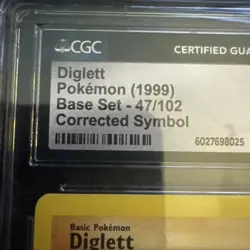 CGC
CERTIFIED GUA
Diglett
Pokémon (1999)
Base Set - 47/102
Corrected Symbol
6027698025
Basic Pokémon
Diglett